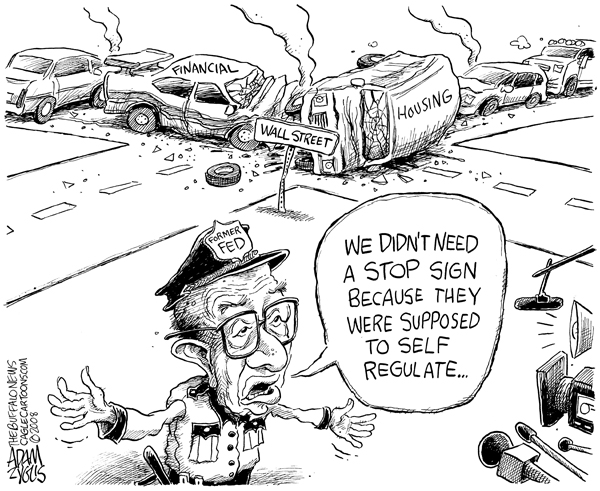 FINANCIAL
HOUSING
WALL STREET
FORMER
FED
WE DIDN'T NEED
A STOP SIGN
BECAUSE THEY
WERE SUPPOSED
TO SELF
REGULATE...
ADAM
ZYGLIS
©2008
THE BUFFALO NEWS
CAGLECARTOONS.COM